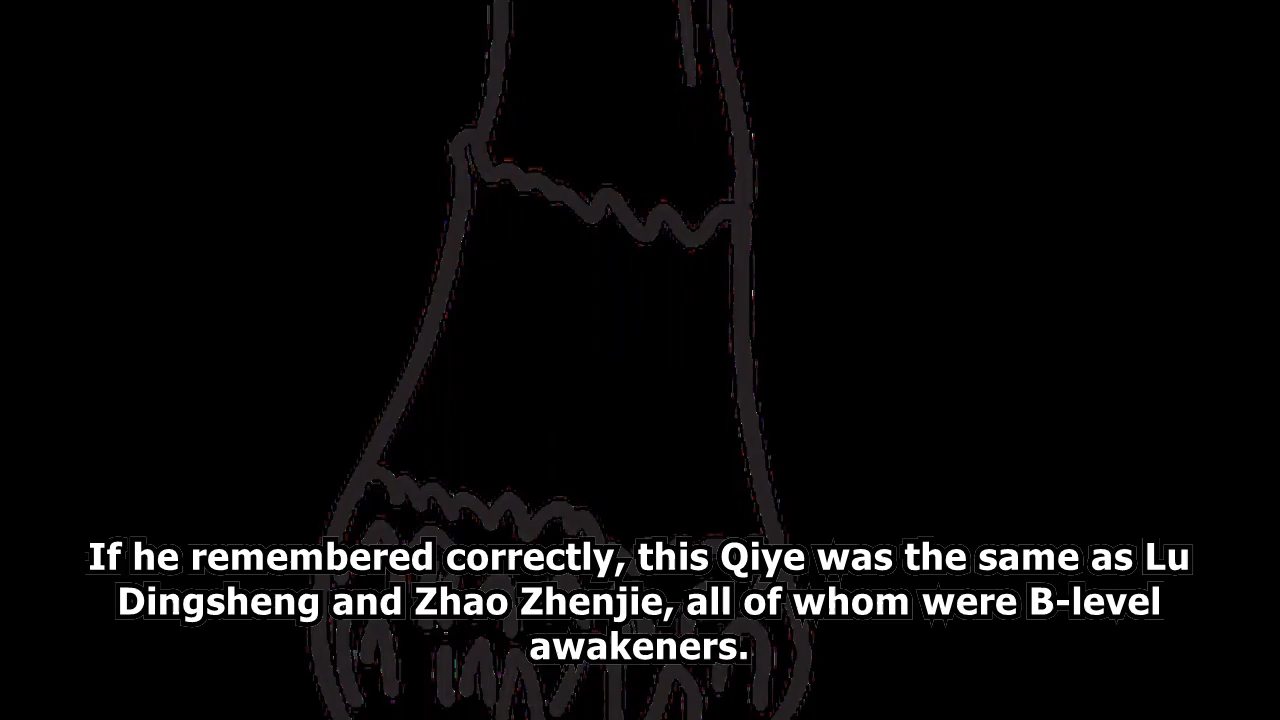 If he remembered correctly, this Qiye was the same as Lu
Dingsheng and Zhao Zhenjie, all of whom were B-level
awakeners.